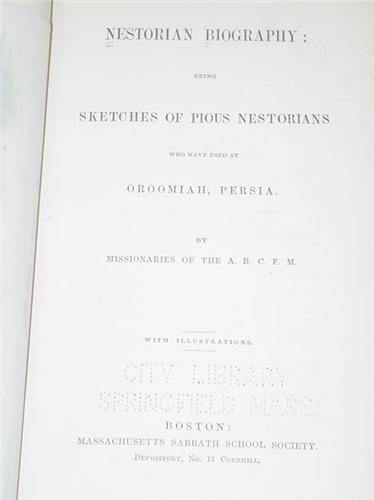 NESTORIAN BIOGRAPHY:
BEING
SKETCHES OF PIOUS NESTORIANS
WHO HAVE DIED AT
OROOMIAH, PERSIA.
BY
MISSIONARIES OF THE A. B. C. F. M.
WITH ILLUSTRATIONS.
CITY LIBRARY
SPRINGFIELD MASS.
BOSTON:
MASSACHUSETTS SABBATH SCHOOL SOCIETY.
DEPOSITORY, NO. 13 CORNHILL.